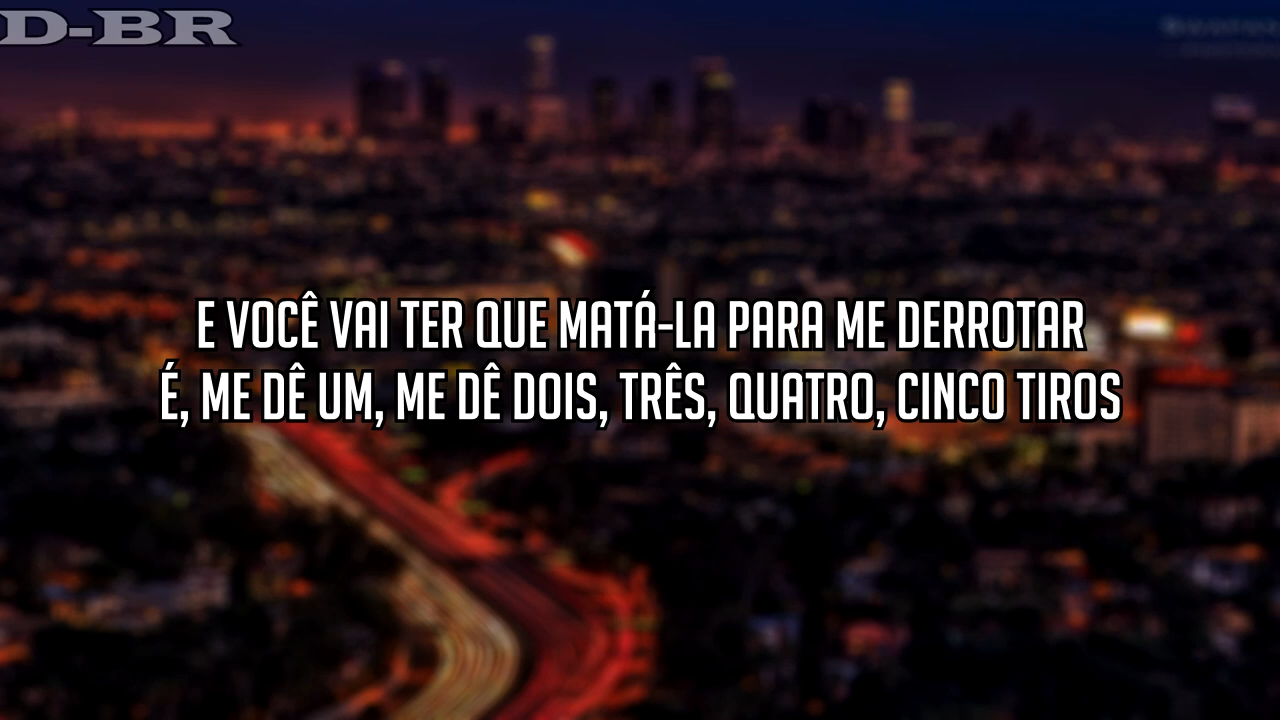 D-BR
E VOCÊ VAI TER QUE MATÁ-LA PARA ME DERROTAR
É, ME DÊ UM, ME DÊ DOIS, TRÊS, QUATRO, CINCO TIROS